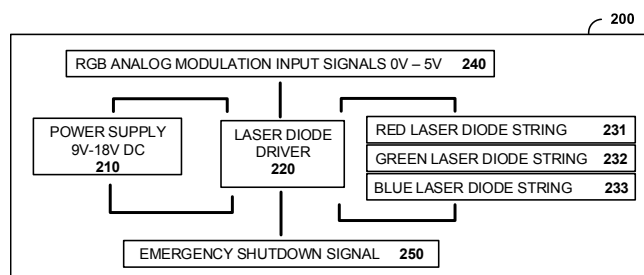 200
RGB ANALOG MODULATION INPUT SIGNALS 0V – 5V 240
POWER SUPPLY
9V-18V DC
210
LASER DIODE
DRIVER
220
RED LASER DIODE STRING 231
GREEN LASER DIODE STRING 232
BLUE LASER DIODE STRING 233
EMERGENCY SHUTDOWN SIGNAL 250